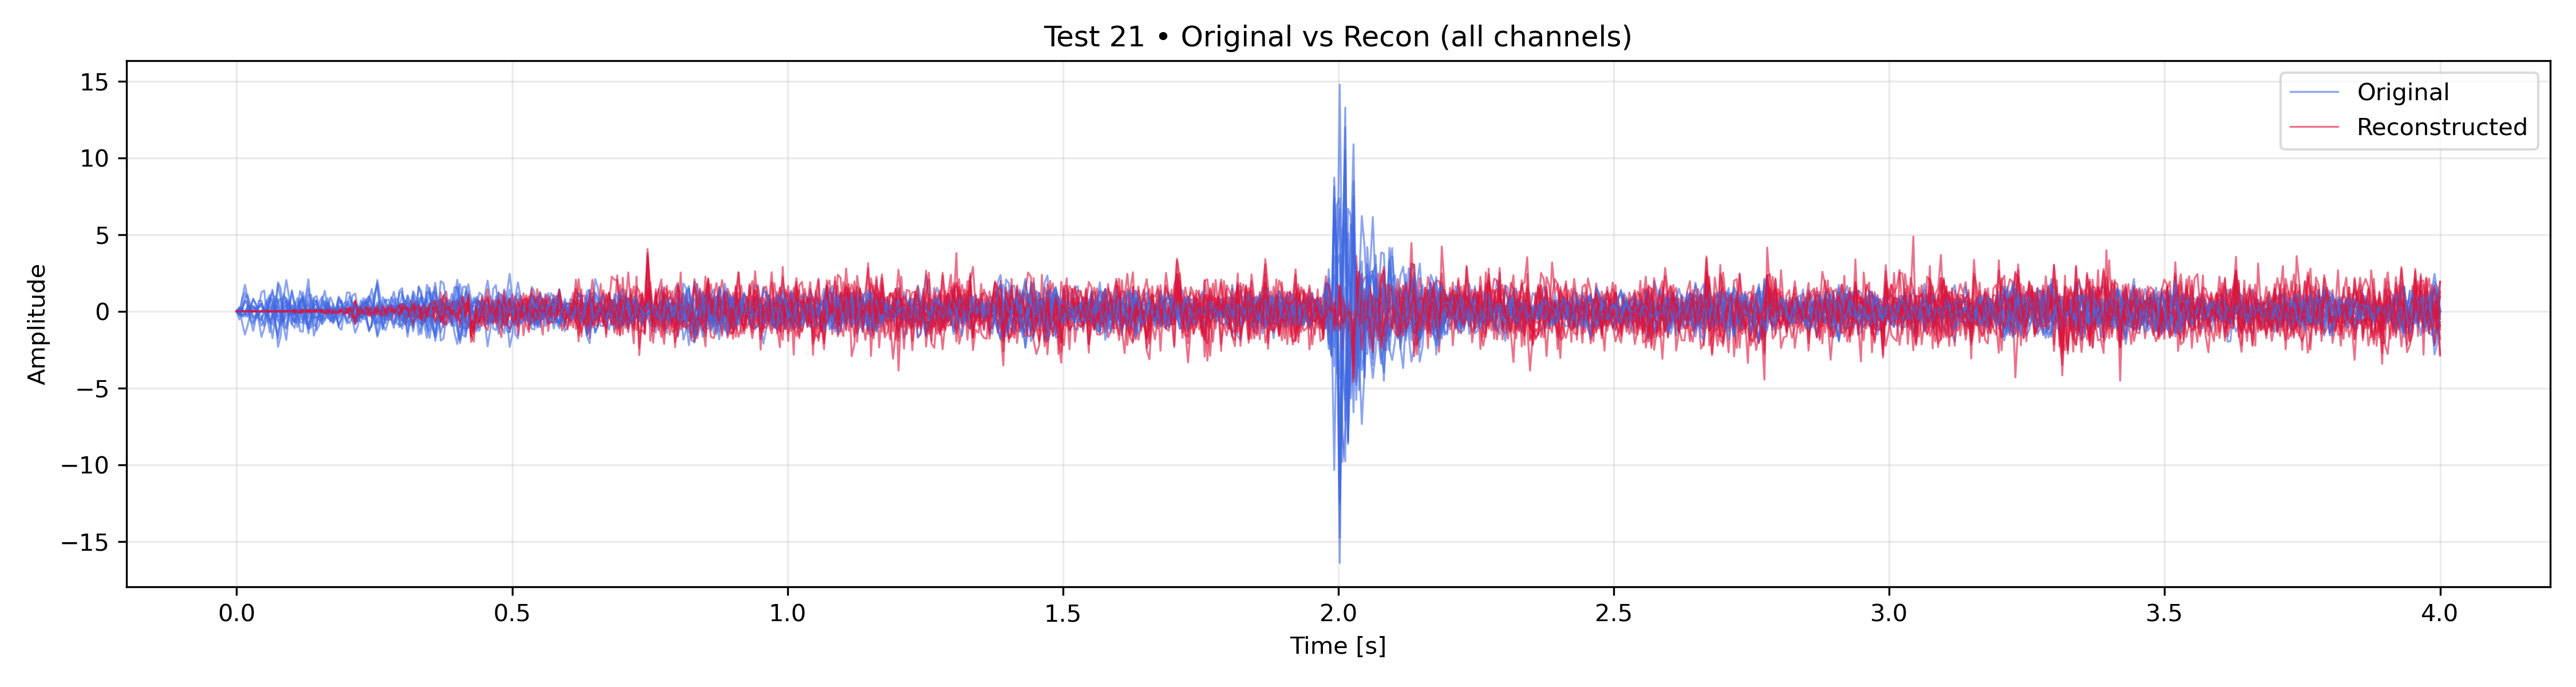 Test 21 • Original vs Recon (all channels)
Original
Reconstructed
Amplitude
15
10
5
0
−5
−10
−15
0.0 0.5 1.0 1.5 2.0 2.5 3.0 3.5 4.0
Time [s]